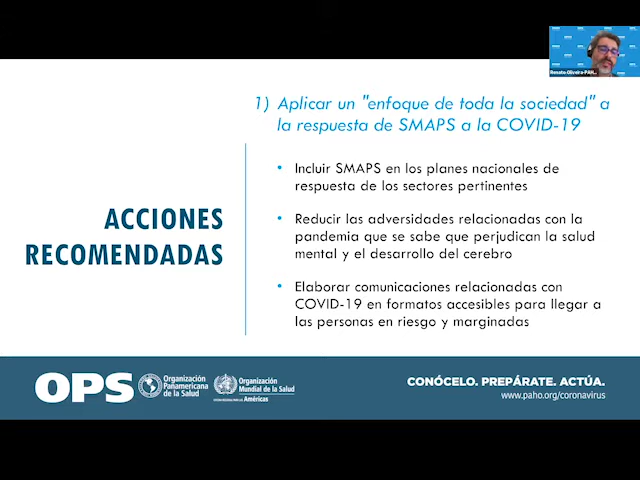 Renato Oliveira-PAH...
1) Aplicar un "enfoque de toda la sociedad" a
la respuesta de SMAPS a la COVID-19
• Incluir SMAPS en los planes nacionales de
respuesta de los sectores pertinentes
ACCIONES
RECOMENDADAS
• Reducir las adversidades relacionadas con la
pandemia que se sabe que perjudican la salud
mental y el desarrollo del cerebro
• Elaborar comunicaciones relacionadas con
COVID-19 en formatos accesibles para llegar a
las personas en riesgo y marginadas
OPS
Organización
Panamericana
de la Salud
Organización
Mundial de la Salud
Américas
CONÓCELO. PREPÁRATE. ACTÚA.
www.paho.org/coronavirus